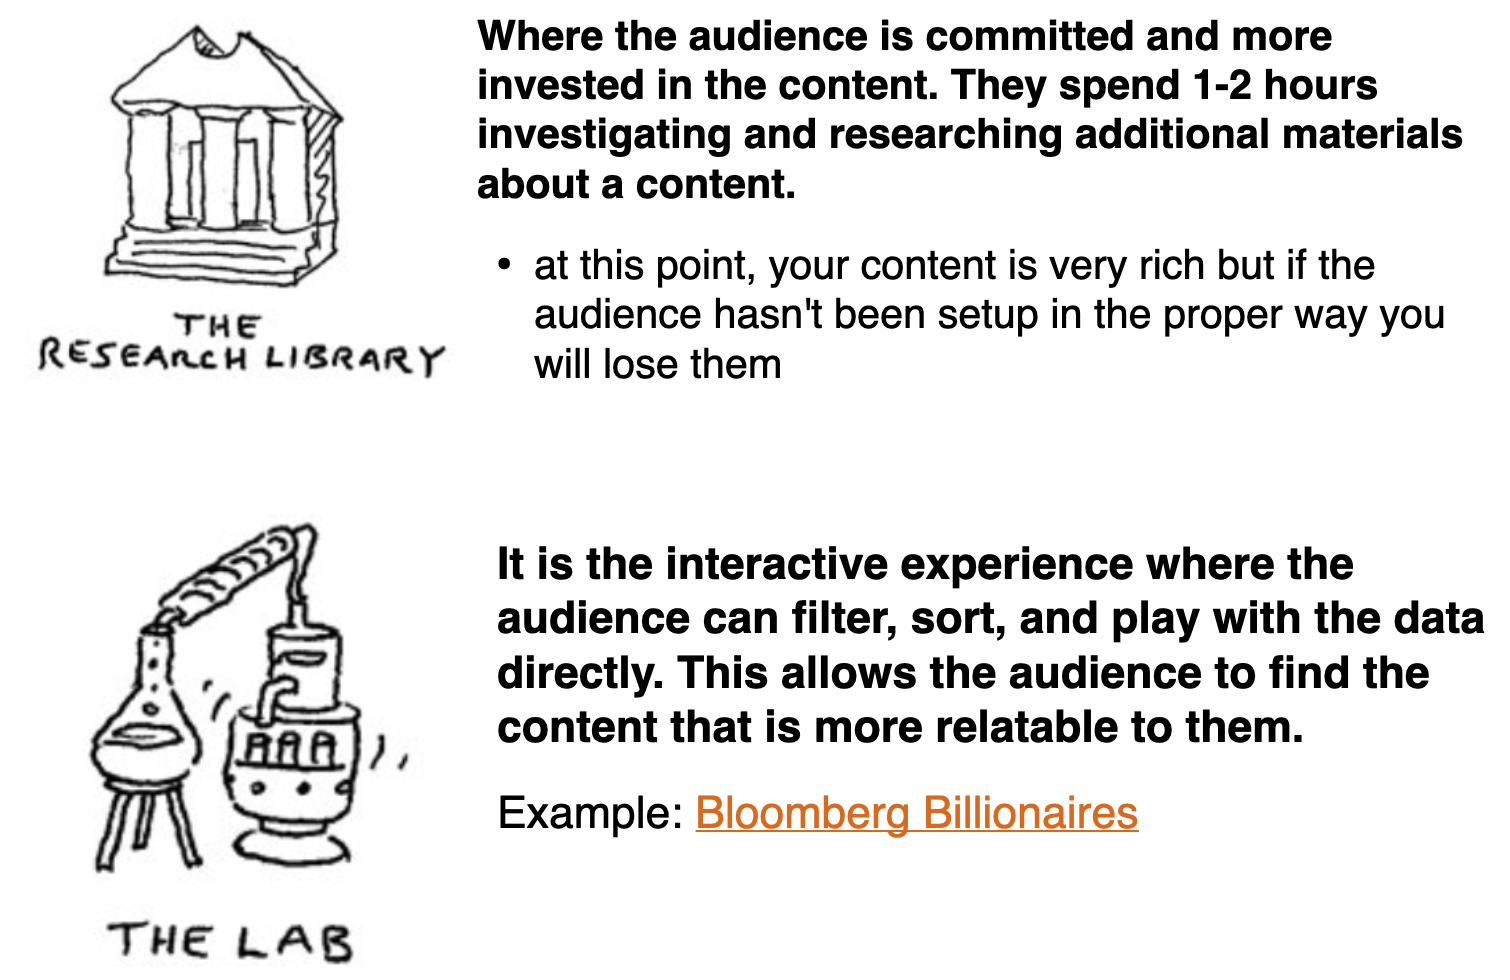 Where the audience is committed and more
invested in the content. They spend 1-2 hours
investigating and researching additional materials
about a content.
• at this point, your content is very rich but if the
audience hasn't been setup in the proper way you
will lose them
THE
RESEARCH LIBRARY
It is the interactive experience where the
audience can filter, sort, and play with the data
directly. This allows the audience to find the
content that is more relatable to them.
Example: Bloomberg Billionaires
THE LAB